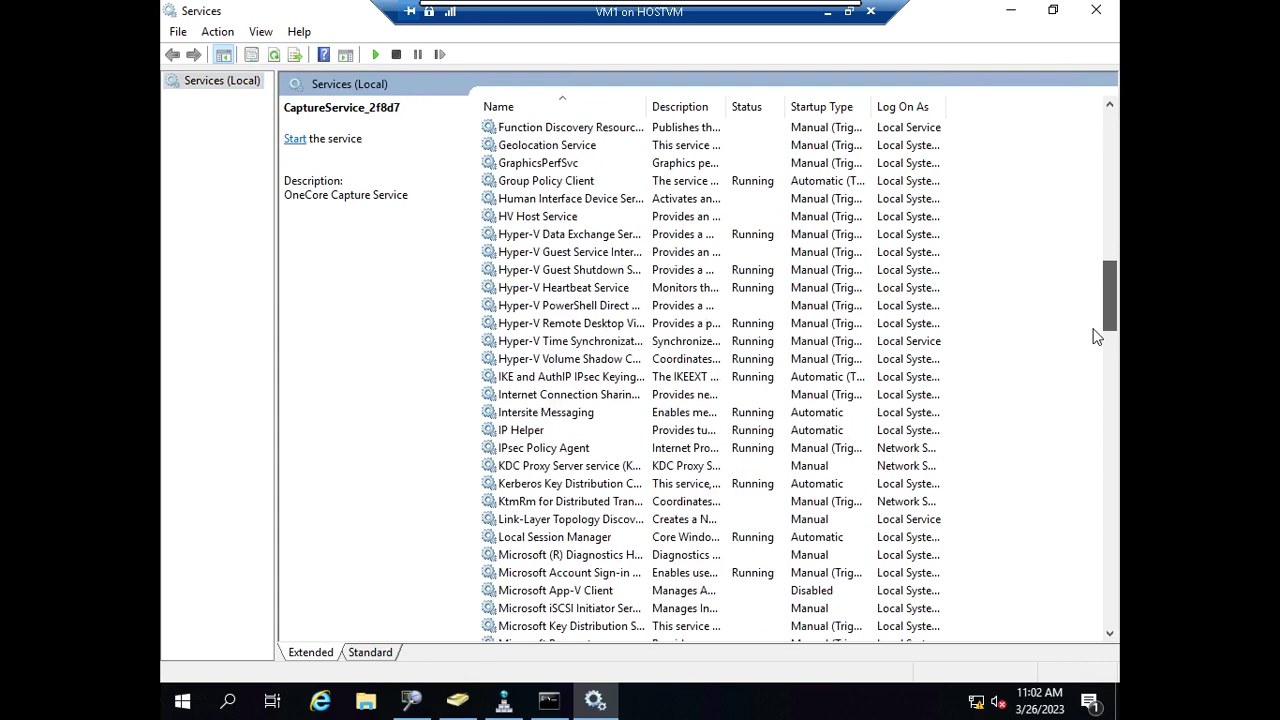 Services
VM1 on HOSTVM
File Action View Help
Services (Local)
Services (Local)
CaptureService_2f8d7
Start the service
Description:
OneCore Capture Service
Name Description Status Startup Type Log On As
Function Discovery Resourc... Publishes th... Manual (Trig... Local Service
Geolocation Service This service ... Manual (Trig... Local Syste...
GraphicsPerfSvc Graphics pe... Manual (Trig... Local Syste...
Group Policy Client The service ... Running Automatic (T... Local Syste...
Human Interface Device Ser... Activates an... Manual (Trig... Local Syste...
HV Host Service Provides an ... Manual (Trig... Local Syste...
Hyper-V Data Exchange Ser... Provides a ... Running Manual (Trig... Local Syste...
Hyper-V Guest Service Inter... Provides an ... Manual (Trig... Local Syste...
Hyper-V Guest Shutdown S... Provides a ... Running Manual (Trig... Local Syste...
Hyper-V Heartbeat Service Monitors th... Running Manual (Trig... Local Syste...
Hyper-V PowerShell Direct ... Provides a ... Manual (Trig... Local Syste...
Hyper-V Remote Desktop Vi... Provides a p... Running Manual (Trig... Local Syste...
Hyper-V Time Synchronizat... Synchronize... Running Manual (Trig... Local Service
Hyper-V Volume Shadow C... Coordinates... Running Manual (Trig... Local Syste...
IKE and AuthIP IPsec Keying... The IKEEXT ... Running Automatic (T... Local Syste...
Internet Connection Sharin... Provides ne... Manual (Trig... Local Syste...
Intersite Messaging Enables me... Running Automatic Local Syste...
IP Helper Provides tu... Running Automatic Local Syste...
IPsec Policy Agent Internet Pro... Running Manual (Trig... Network S...
KDC Proxy Server service (K... KDC Proxy S... Manual Network S...
Kerberos Key Distribution C... This service,... Running Automatic Local Syste...
KtmRm for Distributed Tran... Coordinates... Manual (Trig... Network S...
Link-Layer Topology Discov... Creates a N... Manual Local Service
Local Session Manager Core Windo... Running Automatic Local Syste...
Microsoft (R) Diagnostics H... Diagnostics ... Manual Local Syste...
Microsoft Account Sign-in ... Enables use... Running Manual (Trig... Local Syste...
Microsoft App-V Client Manages A... Disabled Local Syste...
Microsoft iSCSI Initiator Ser... Manages In... Manual Local Syste...
Microsoft Key Distribution S... This service ... Manual (Trig... Local Syste...
Extended Standard
11:02 AM
3/26/2023
1